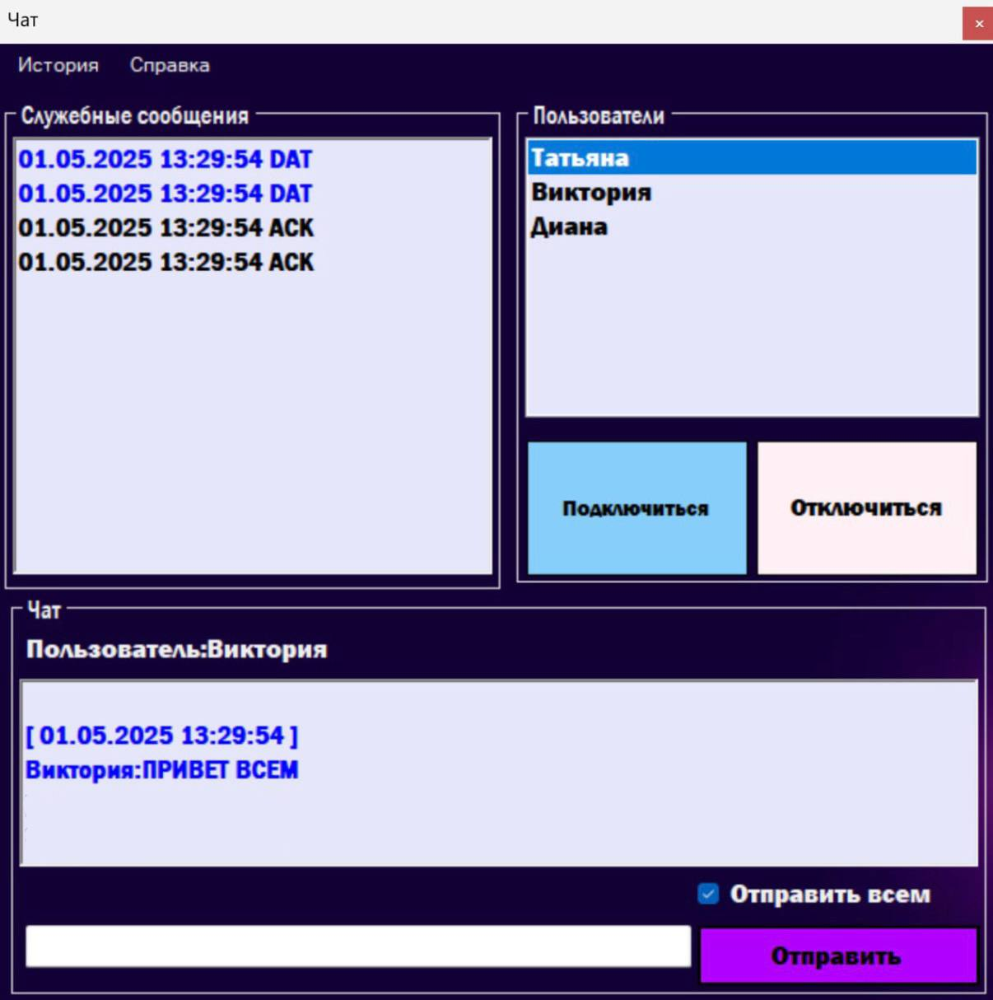 Чат
История Справка
Служебные сообщения
01.05.2025 13:29:54 DAT
01.05.2025 13:29:54 DAT
01.05.2025 13:29:54 ACK
01.05.2025 13:29:54 ACK
Пользователи
Татьяна
Виктория
Диана
Подключиться
Отключиться
Чат
Пользователь:Виктория
[ 01.05.2025 13:29:54 ]
Виктория:ПРИВЕТ ВСЕМ
Отправить всем
Отправить